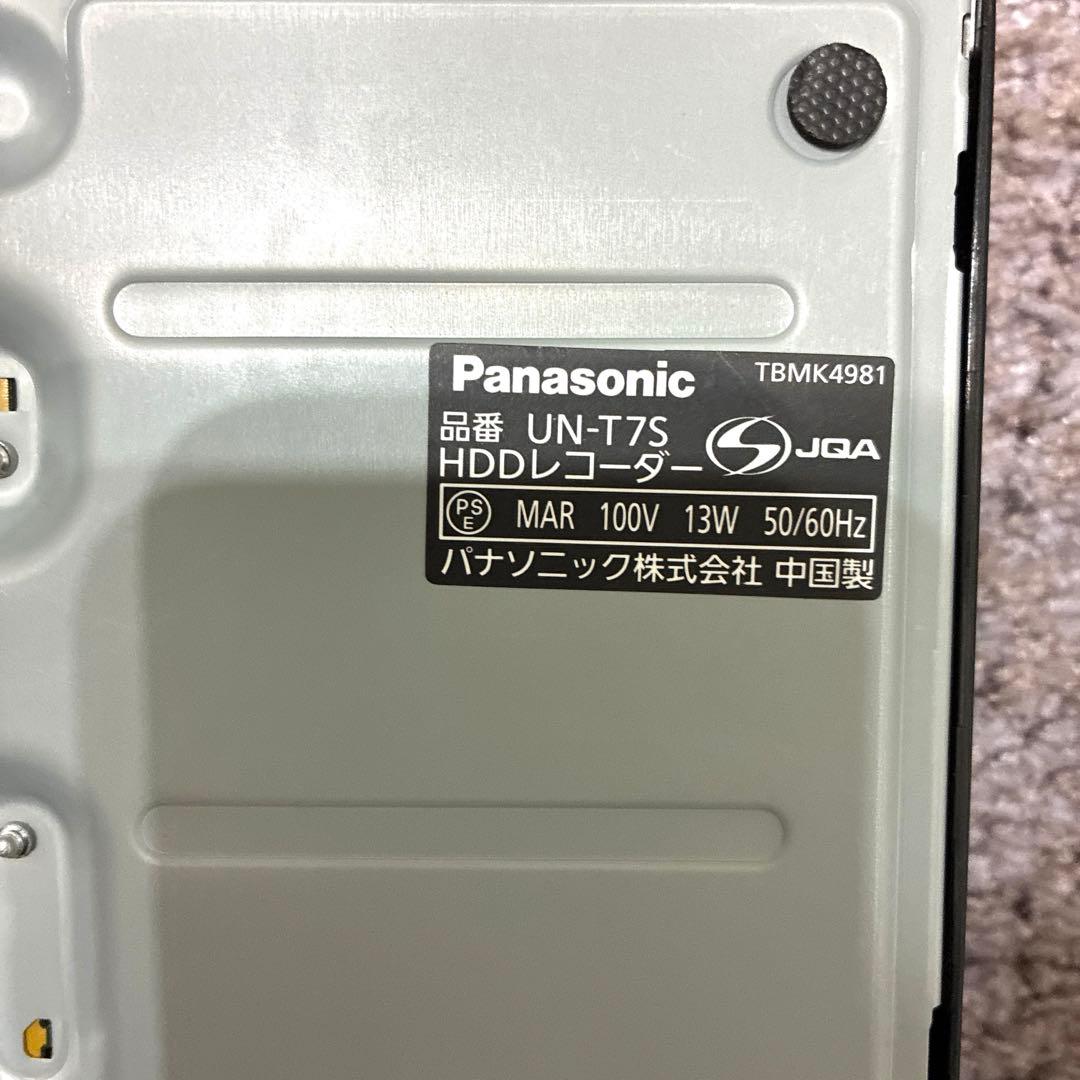 Panasonic TBMK4981
品番 UN-T7S
HDDレコーダー JQA
PSE MAR 100V 13W 50/60Hz
パナソニック株式会社 中国製